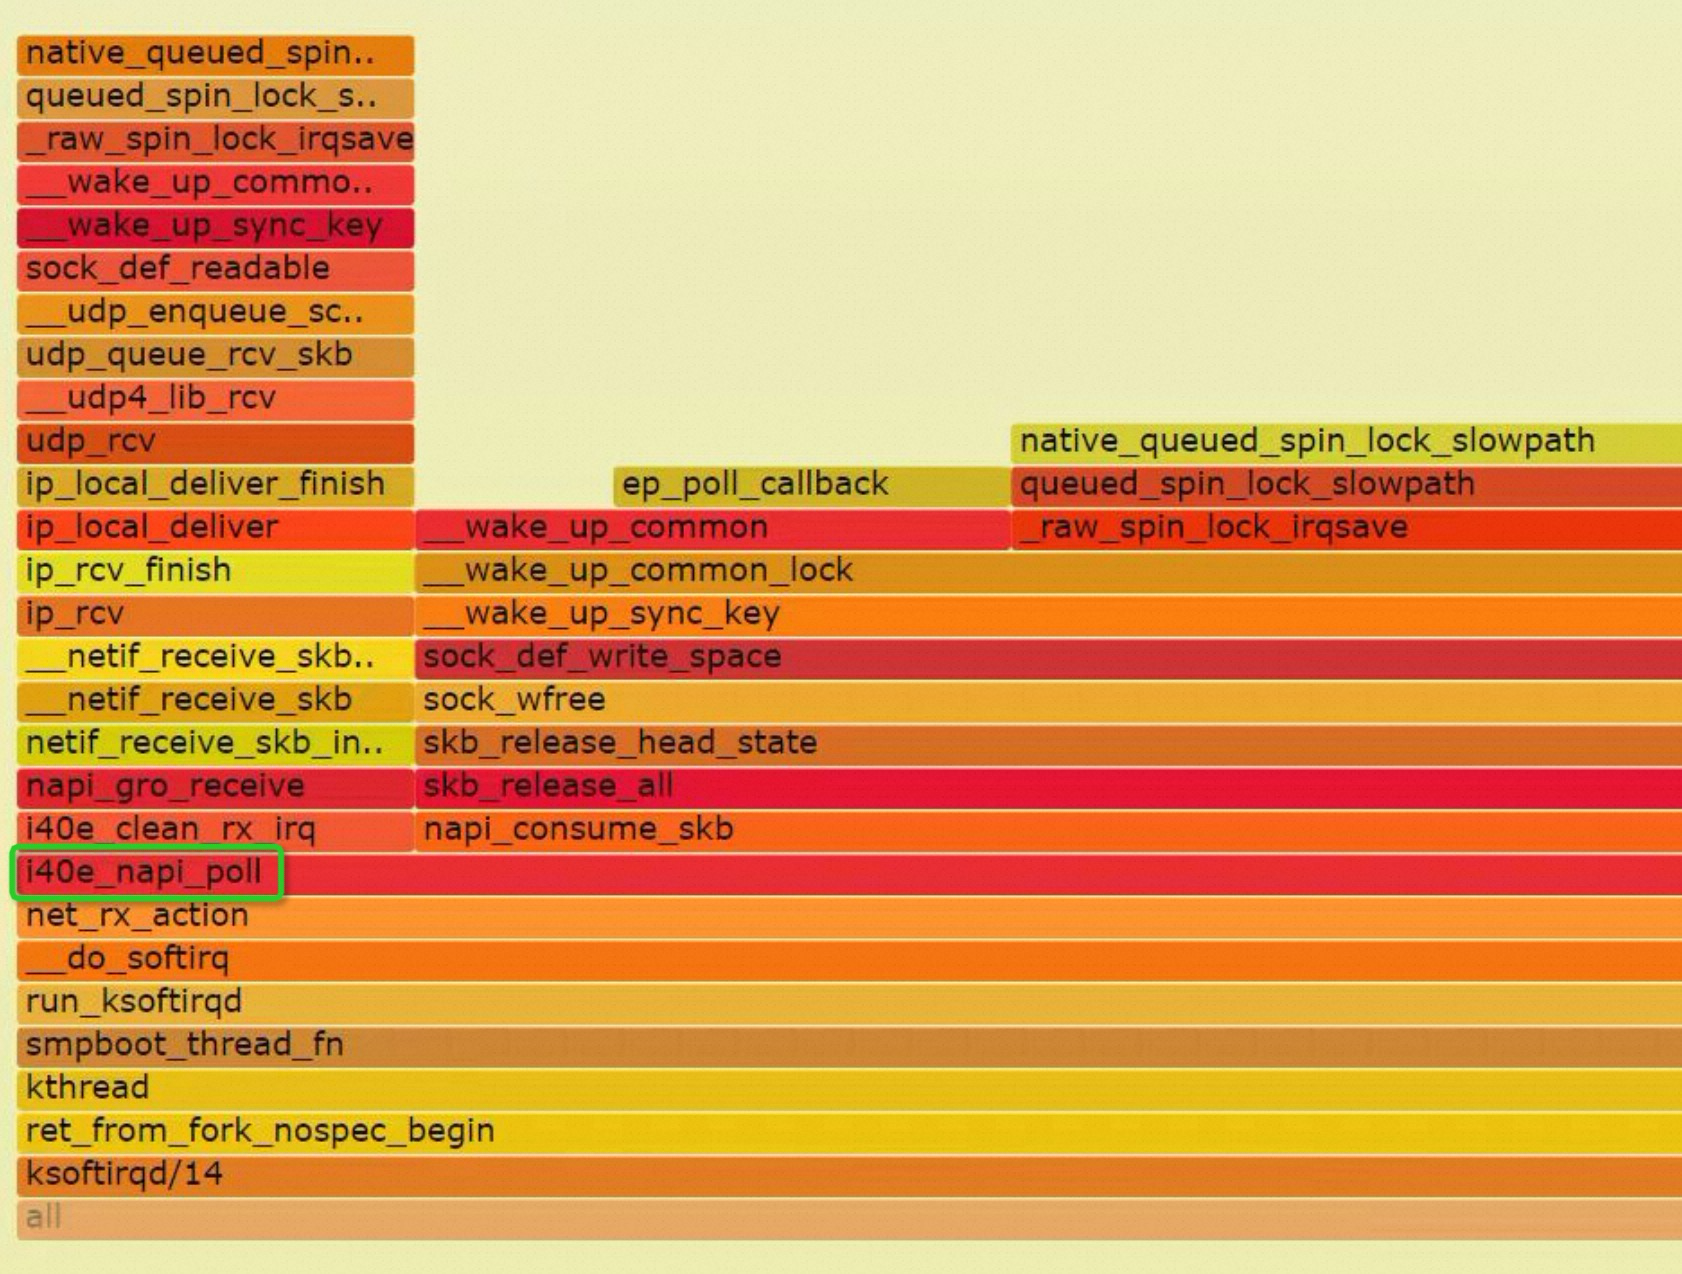 native_queued_spin..
queued_spin_lock_s..
_raw_spin_lock_irqsave
__wake_up_commo..
__wake_up_sync_key
sock_def_readable
__udp_enqueue_sc..
udp_queue_rcv_skb
__udp4_lib_rcv
udp_rcv native_queued_spin_lock_slowpath
ip_local_deliver_finish ep_poll_callback queued_spin_lock_slowpath
ip_local_deliver __wake_up_common _raw_spin_lock_irqsave
ip_rcv_finish __wake_up_common_lock
ip_rcv __wake_up_sync_key
__netif_receive_skb.. sock_def_write_space
__netif_receive_skb sock_wfree
netif_receive_skb_in.. skb_release_head_state
napi_gro_receive skb_release_all
i40e_clean_rx_irq napi_consume_skb
i40e_napi_poll
net_rx_action
__do_softirq
run_ksoftirqd
smpboot_thread_fn
kthread
ret_from_fork_nospec_begin
ksoftirqd/14
all